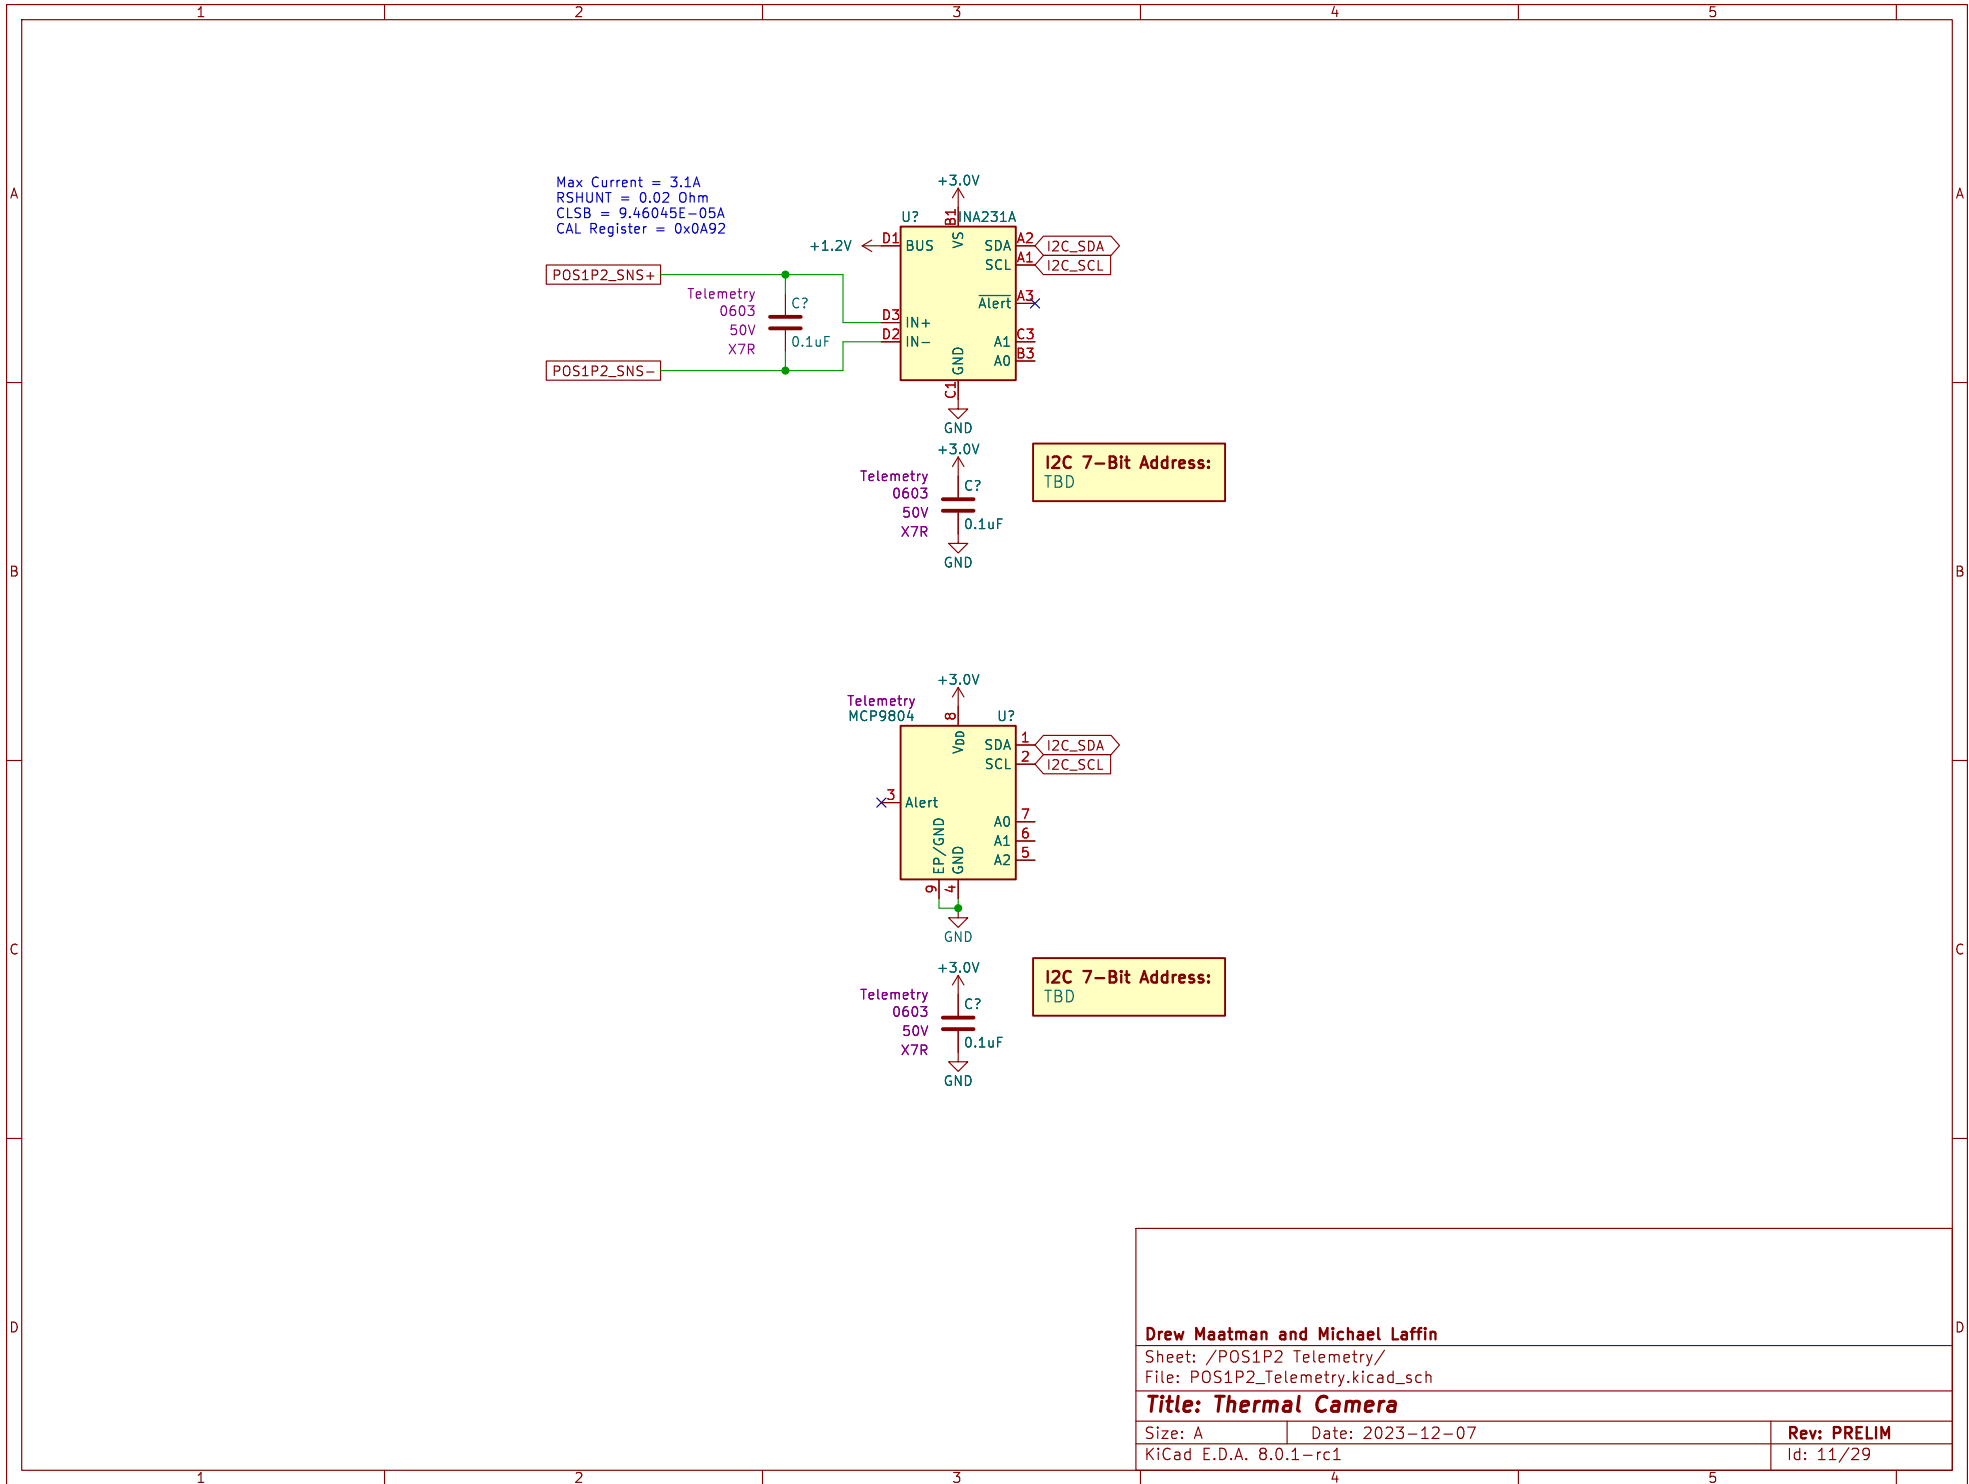 1 2 3 4 5
A A
B B
C C
D D
Max Current = 3.1A
RSHUNT = 0.02 Ohm
CLSB = 9.46045E-05A
CAL Register = 0x0A92
+3.0V
U? INA231A
B1
VS
+1.2V D1 BUS
SDA A2 I2C_SDA
SCL A1 I2C_SCL
POS1P2_SNS+
Telemetry
0603
50V
X7R
C?
0.1uF
Alert A3
D3 IN+
D2 IN-
A1 C3
A0 B3
POS1P2_SNS-
GND
C1
GND
+3.0V
Telemetry
0603
50V
X7R
C?
0.1uF
GND
I2C 7-Bit Address:
TBD
+3.0V
Telemetry
MCP9804 U?
8
VDD
SDA 1 I2C_SDA
SCL 2 I2C_SCL
3 Alert
A0 7
A1 6
A2 5
EP/GND GND
9 4
GND
+3.0V
Telemetry
0603
50V
X7R
C?
0.1uF
GND
I2C 7-Bit Address:
TBD
Drew Maatman and Michael Laffin
Sheet: /POS1P2 Telemetry/
File: POS1P2_Telemetry.kicad_sch
Title: Thermal Camera
Size: A Date: 2023-12-07 Rev: PRELIM
KiCad E.D.A. 8.0.1-rc1 Id: 11/29
1 2 3 4 5